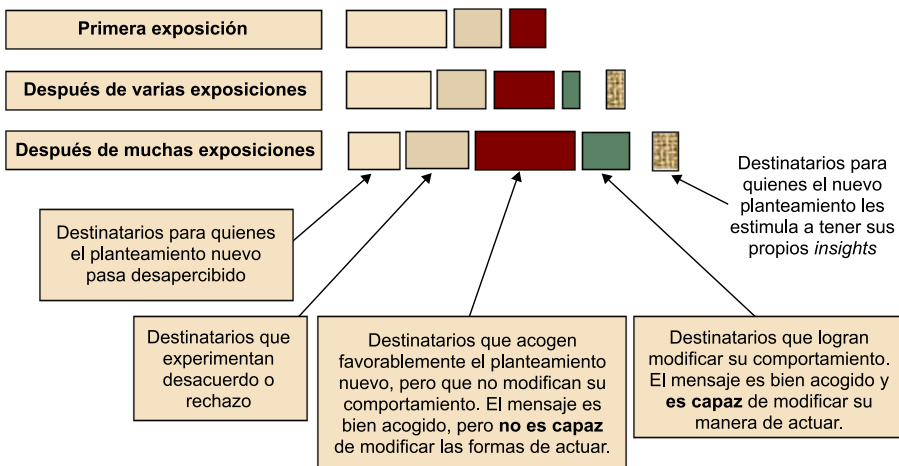 Primera exposición
Después de varias exposiciones
Después de muchas exposiciones
Destinatarios para
quienes el nuevo
planteamiento les
estimula a tener sus
propios insights
Destinatarios para quienes
el planteamiento nuevo
pasa desapercibido
Destinatarios que
experimentan
desacuerdo o
rechazo
Destinatarios que acogen
favorablemente el planteamiento
nuevo, pero que no modifican su
comportamiento. El mensaje es
bien acogido, pero no es capaz
de modificar las formas de actuar.
Destinatarios que logran
modificar su comportamiento.
El mensaje es bien acogido y
es capaz de modificar su
manera de actuar.